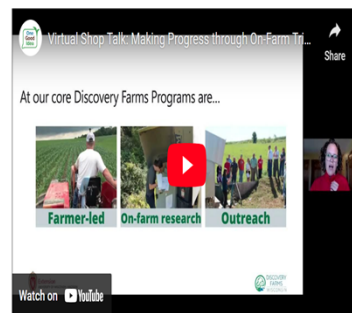 Virtual Shop Talk: Making Progress through On-Farm Tri...
Share
At our core Discovery Farms Programs are...
Farmer-led
On-farm research
Outreach
DISCOVERY
FARMS
Watch on YouTube